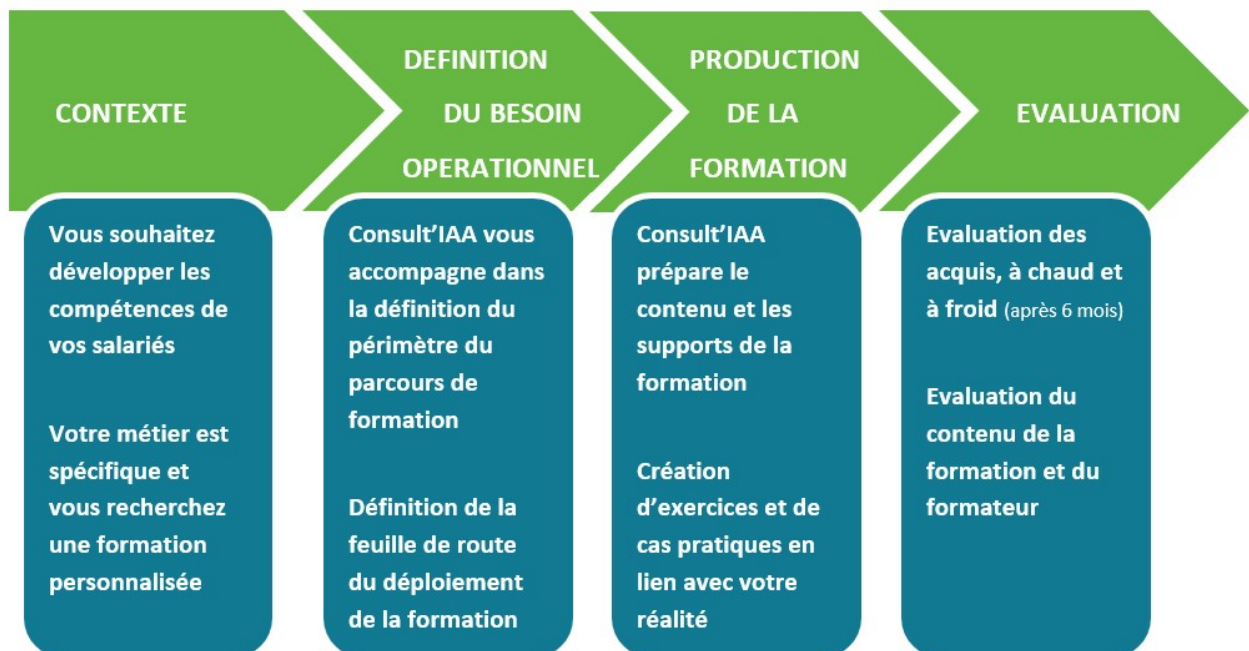 CONTEXTE
DEFINITION
DU BESOIN
OPERATIONNEL
PRODUCTION
DE LA
FORMATION
EVALUATION
Vous souhaitez
développer les
compétences de
vos salariés
Votre métier est
spécifique et
vous recherchez
une formation
personnalisée
Consult'IAA vous
accompagne dans
la définition du
périmètre du
parcours de
formation
Définition de la
feuille de route
du déploiement
de la formation
Consult'IAA
prépare le
contenu et les
supports de la
formation
Création
d'exercices et de
cas pratiques en
lien avec votre
réalité
Evaluation des
acquis, à chaud et
à froid (après 6 mois)
Evaluation du
contenu de la
formation et du
formateur